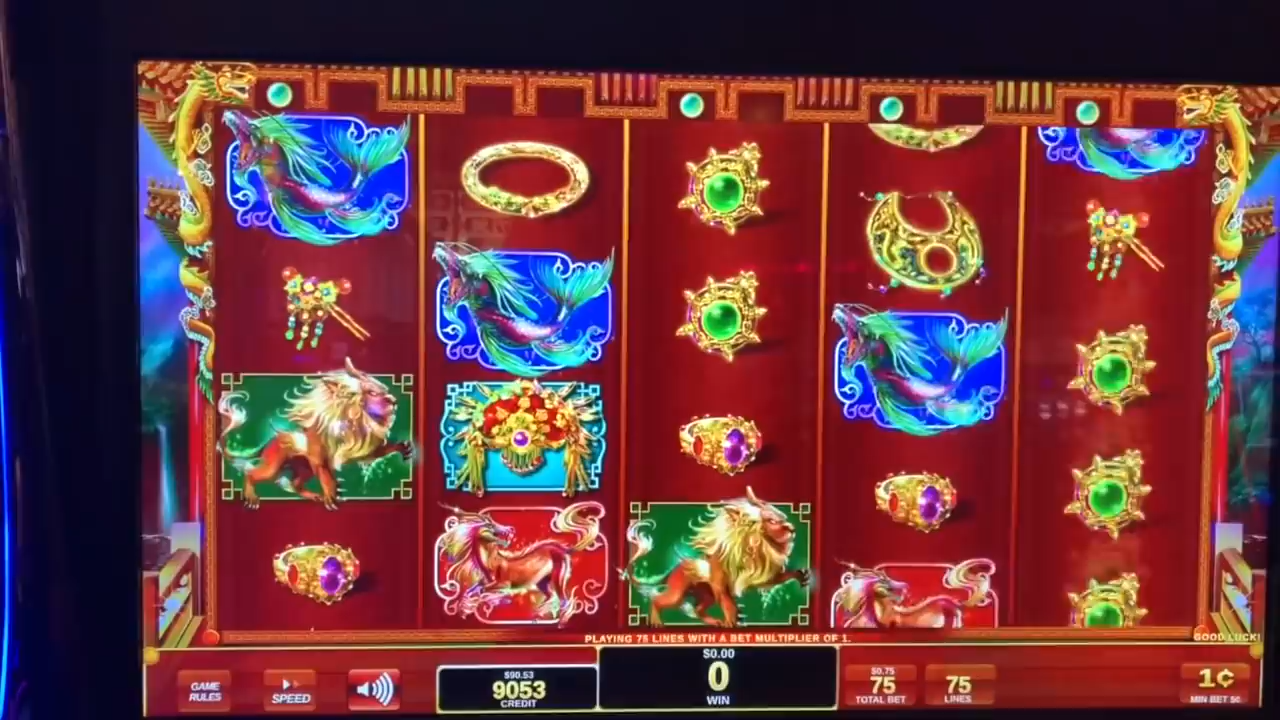 PLAYING 75 LINES WITH A BET MULTIPLIER OF 1.
GOOD LUCK!
GAME
RULES
SPEED
$90.53
9053
CREDIT
$0.00
0
WIN
$0.75
75
TOTAL BET
75
LINES
1¢
MIN BET 5¢